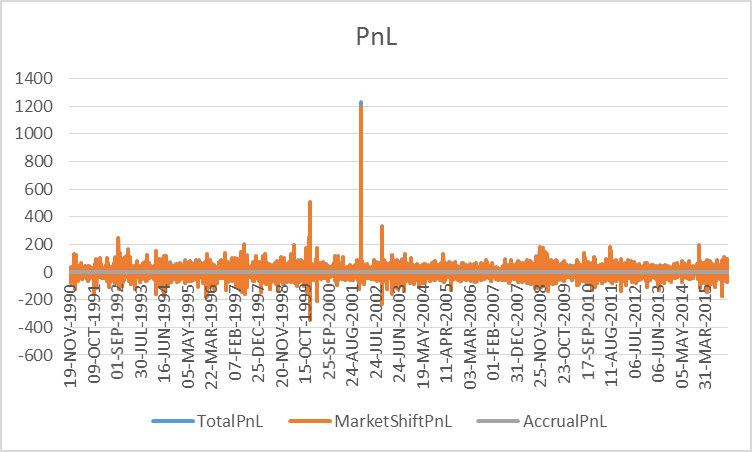 PnL
1400
1200
1000
800
600
400
200
0
-200
-400
-600
19-NOV-1990
09-OCT-1991
01-SEP-1992
30-JUL-1993
16-JUN-1994
05-MAY-1995
22-MAR-1996
07-FEB-1997
25-DEC-1997
20-NOV-1998
15-OCT-1999
25-SEP-2000
24-AUG-2001
24-JUL-2002
24-JUN-2003
19-MAY-2004
11-APR-2005
03-MAR-2006
01-FEB-2007
31-DEC-2007
25-NOV-2008
23-OCT-2009
17-SEP-2010
11-AUG-2011
06-JUL-2012
06-JUN-2013
05-MAY-2014
31-MAR-2015
TotalPnL MarketShiftPnL AccrualPnL